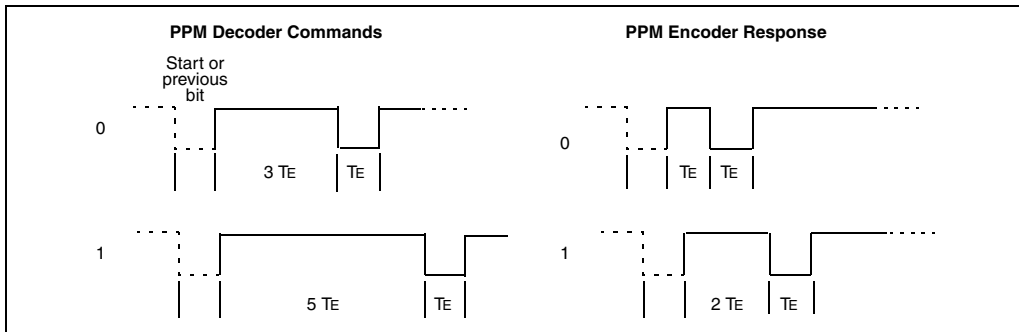 PPM Decoder Commands
PPM Encoder Response
Start or
previous
bit
0
3 TE
TE
0
TE
TE
1
5 TE
TE
1
2 TE
TE